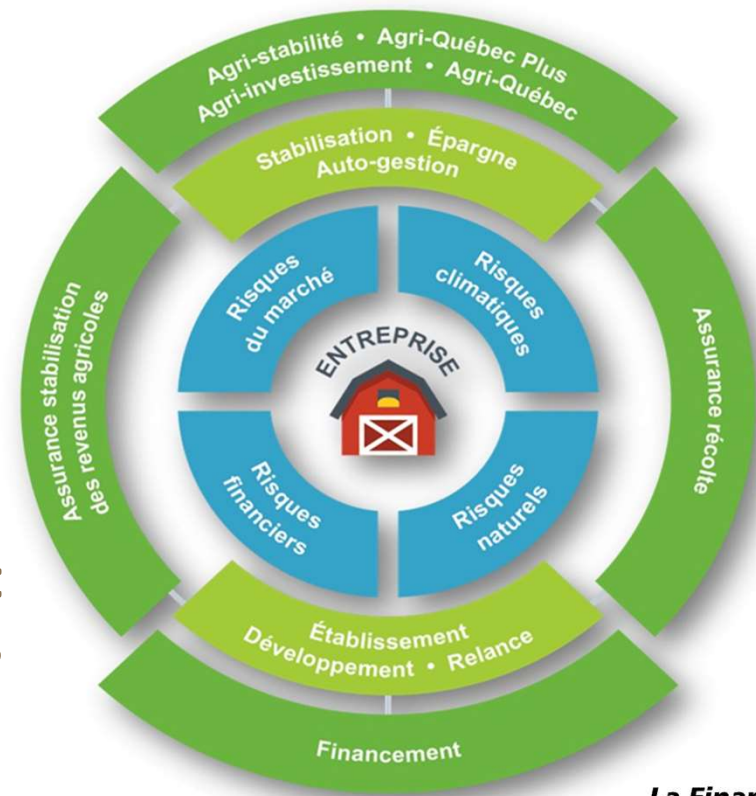 Agri-stabilité • Agri-Québec Plus
Agri-investissement • Agri-Québec
Stabilisation • Épargne
Auto-gestion
Risques
du marché
Risques
climatiques
ENTREPRISE
Assurance stabilisation
des revenus agricoles
Assurance récolte
Risques
financiers
Risques
naturels
Établissement
Développement • Relance
Financement
La